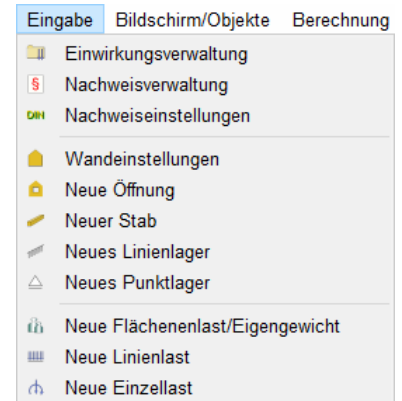 Eingabe Bildschirm/Objekte Berechnung
Einwirkungsverwaltung
§ Nachweisverwaltung
DIN Nachweiseinstellungen
Wandeinstellungen
Neue Öffnung
Neuer Stab
Neues Linienlager
Neues Punktlager
Neue Flächenenlast/Eigengewicht
Neue Linienlast
Neue Einzellast